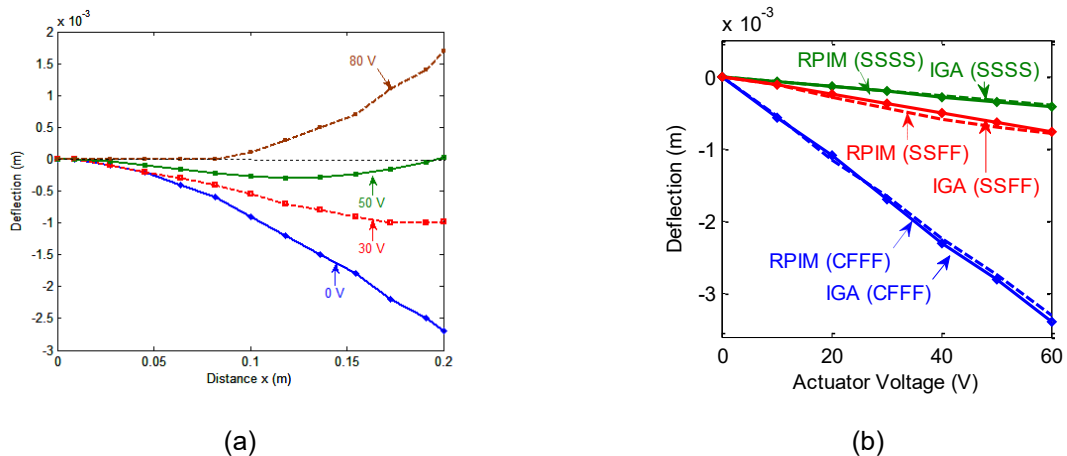 x 10⁻³
2
1.5
1
0.5
0
-0.5
-1
-1.5
-2
-2.5
-3
Deflection (m)
80 V
50 V
30 V
0 V
0
0.05
0.1
0.15
0.2
Distance x (m)
(a)
x 10⁻³
0
-1
-2
-3
Deflection (m)
RPIM (SSSS)
IGA (SSSS)
RPIM (SSFF)
IGA (SSFF)
RPIM (CFFF)
IGA (CFFF)
0
20
40
60
Actuator Voltage (V)
(b)